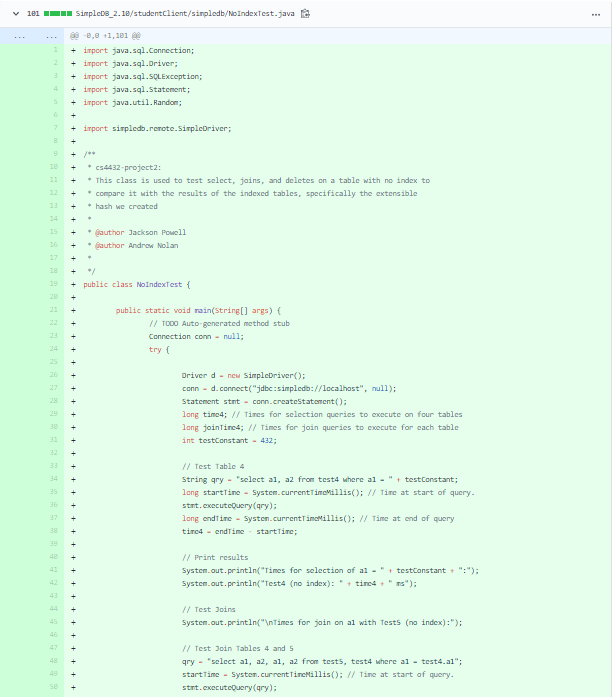 101 SimpleDB_2.10/studentClient/simpledb/NoIndexTest.java
... ... @@ -0,0 +1,101 @@
1 + import java.sql.Connection;
2 + import java.sql.Driver;
3 + import java.sql.SQLException;
4 + import java.sql.Statement;
5 + import java.util.Random;
6 +
7 + import simpledb.remote.SimpleDriver;
8 +
9 + /**
10 + * cs4432-project2:
11 + * This class is used to test select, joins, and deletes on a table with no index to
12 + * compare it with the results of the indexed tables, specifically the extensible
13 + * hash we created
14 + *
15 + * @author Jackson Powell
16 + * @author Andrew Nolan
17 + *
18 + */
19 + public class NoIndexTest {
20 +
21 + public static void main(String[] args) {
22 + // TODO Auto-generated method stub
23 + Connection conn = null;
24 + try {
25 +
26 + Driver d = new SimpleDriver();
27 + conn = d.connect("jdbc:simpledb://localhost", null);
28 + Statement stmt = conn.createStatement();
29 + long time4; // Times for selection queries to execute on four tables
30 + long joinTime4; // Times for join queries to execute for each table
31 + int testConstant = 432;
32 +
33 + // Test Table 4
34 + String qry = "select a1, a2 from test4 where a1 = " + testConstant;
35 + long startTime = System.currentTimeMillis(); // Time at start of query.
36 + stmt.executeQuery(qry);
37 + long endTime = System.currentTimeMillis(); // Time at end of query
38 + time4 = endTime - startTime;
39 +
40 + // Print results
41 + System.out.println("Times for selection of a1 = " + testConstant + ":");
42 + System.out.println("Test4 (no index): " + time4 + " ms");
43 +
44 + // Test Joins
45 + System.out.println("\nTimes for join on a1 with Test5 (no index):");
46 +
47 + // Test Join Tables 4 and 5
48 + qry = "select a1, a2, a1, a2 from test5, test4 where a1 = test4.a1";
49 + startTime = System.currentTimeMillis(); // Time at start of query.
50 + stmt.executeQuery(qry);